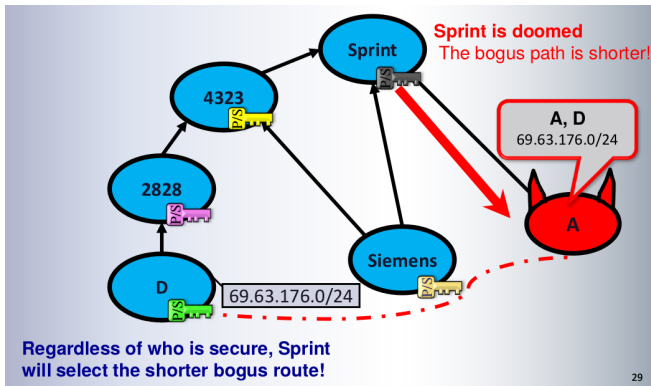 Sprint is doomed
The bogus path is shorter!
Sprint
P/S
4323
P/S
A, D
69.63.176.0/24
2828
P/S
A
Siemens
P/S
D
P/S
69.63.176.0/24
Regardless of who is secure, Sprint
will select the shorter bogus route!
29